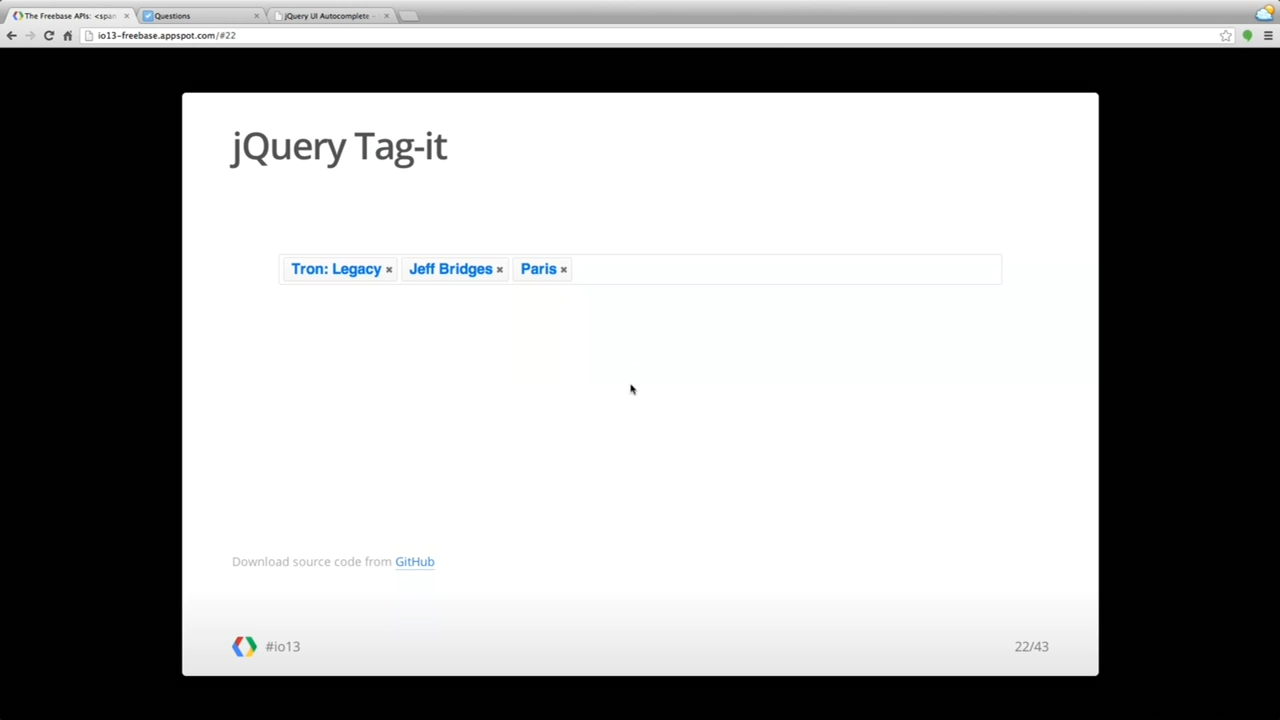 The Freebase APIs: <span
Questions
jQuery UI Autocomplete -
io13-freebase.appspot.com/#22
jQuery Tag-it
Tron: Legacy × Jeff Bridges × Paris ×
Download source code from GitHub
#io13
22/43